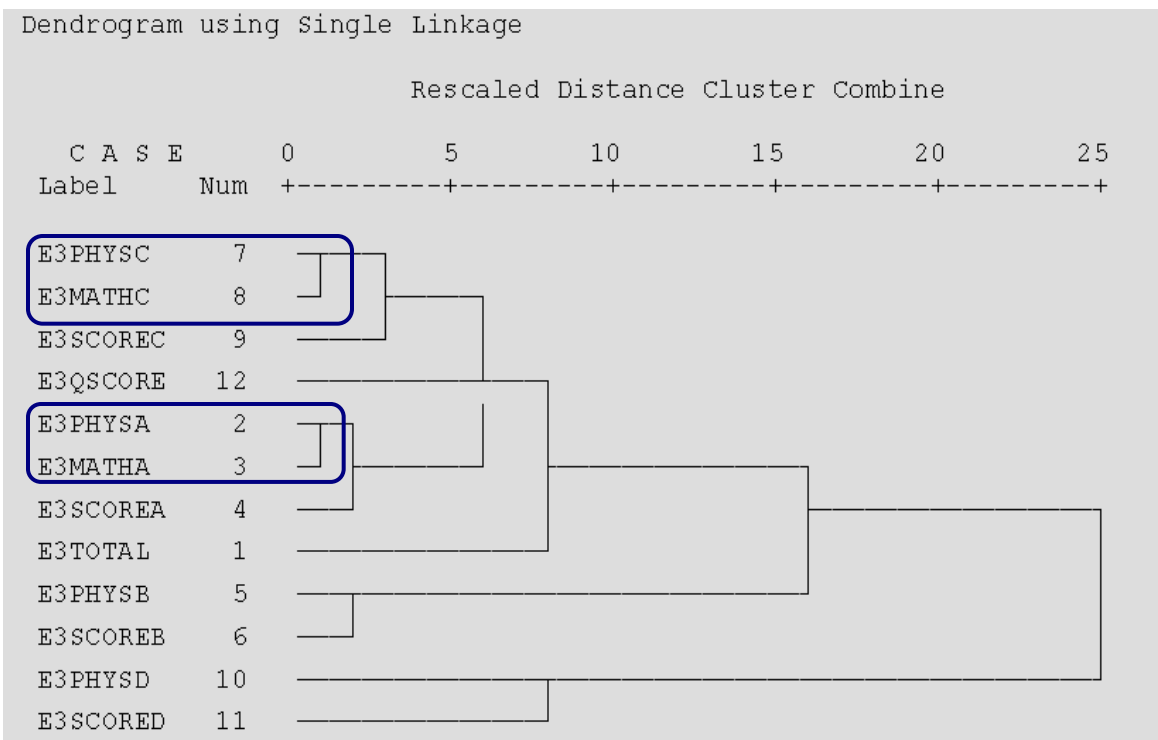 Dendrogram using Single Linkage
Rescaled Distance Cluster Combine
C A S E 0 5 10 15 20 25
Label Num +---------+---------+---------+---------+---------+
E3PHYSC 7
E3MATHC 8
E3SCOREC 9
E3QSCORE 12
E3PHYSA 2
E3MATHA 3
E3SCOREA 4
E3TOTAL 1
E3PHYSB 5
E3SCOREB 6
E3PHYSD 10
E3SCORED 11